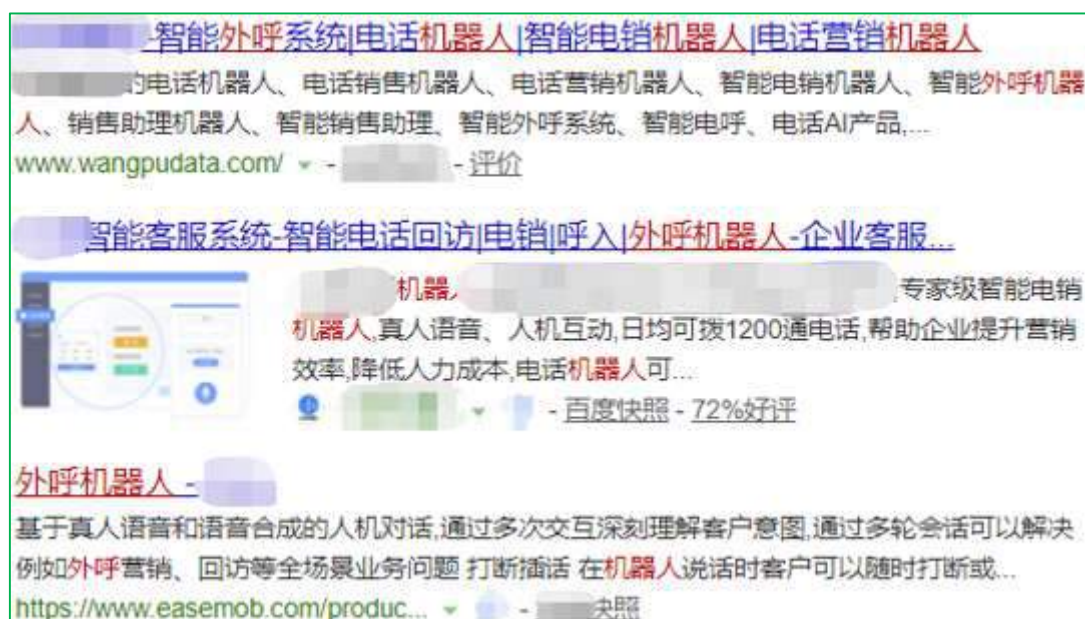 -智能外呼系统|电话机器人|智能电销机器人|电话营销机器人
的电话机器人、电话销售机器人、电话营销机器人、智能电销机器人、智能外呼机器
人、销售助理机器人、智能销售助理、智能外呼系统、智能电呼、电话AI产品,...
www.wangpudata.com/ - - 评价
智能客服系统-智能电话回访|电销|呼入|外呼机器人-企业客服...
机器人 ,专家级智能电销
机器人,真人语音、人机互动,日均可拨1200通电话,帮助企业提升营销
效率,降低人力成本,电话机器人可...
- 百度快照 - 72%好评
外呼机器人 -
基于真人语音和语音合成的人机对话,通过多次交互深刻理解客户意图,通过多轮会话可以解决
例如外呼营销、回访等全场景业务问题 打断插话 在机器人说话时客户可以随时打断或...
https://www.easemob.com/produc... - 快照